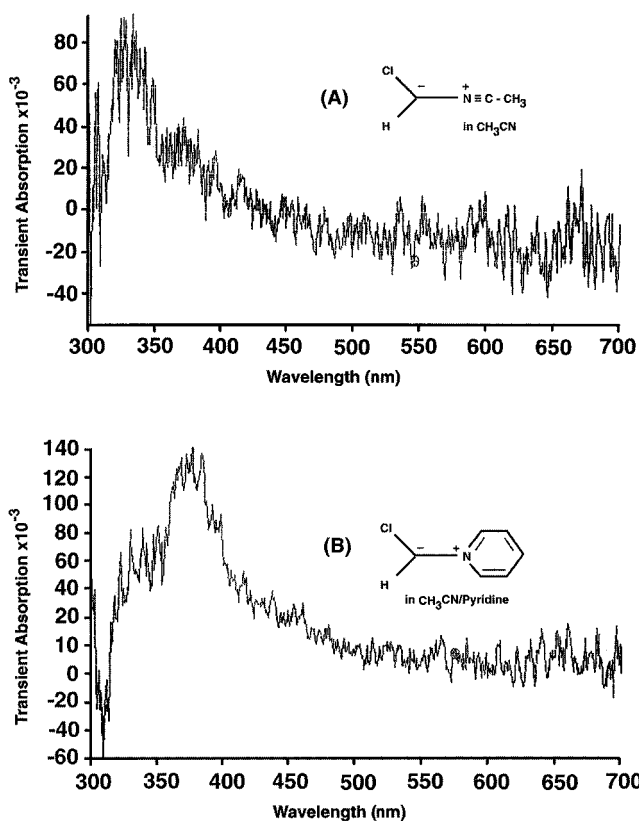 Transient Absorption x10⁻³
80
60
40
20
0
-20
-40
300
350
400
450
500
550
600
650
700
Wavelength (nm)
(A)
Cl
H
−
+
N≡C-CH₃
in CH₃CN
Transient Absorption x10⁻³
140
120
100
80
60
40
20
10
0
-20
-40
-60
300
350
400
450
500
550
600
650
700
Wavelength (nm)
(B)
Cl
H
−
+
N
in CH₃CN/Pyridine